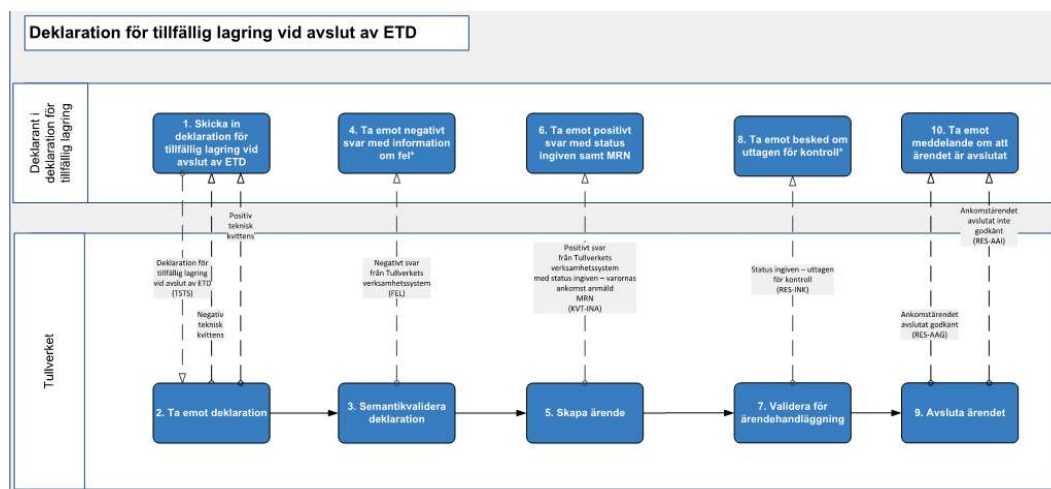 Deklaration för tillfällig lagring vid avslut av ETD
Deklarant i
deklaration för
tillfällig lagring
1. Skicka in
deklaration för
tillfällig lagring vid
avslut av ETD
4. Ta emot negativt
svar med information
om fel*
6. Ta emot positivt
svar med status
ingiven samt MRN
8. Ta emot besked om
uttagen för kontroll*
10. Ta emot
meddelande om att
ärendet är avslutat
Positiv
teknisk
kvittens
Deklaration för
tillfällig lagring
vid avslut av ETD
(TSTS)
Negativ
teknisk
kvittens
Negativt svar
från Tullverkets
verksamhetssystem
(FEL)
Positivt svar
från Tullverkets
verksamhetssystem
med status ingiven – varornas
ankomst anmäld
MRN
(KVT-INA)
Status ingiven – uttagen
för kontroll
(RES-INK)
Ankomstärendet
avslutat inte
godkänt
(RES-AAI)
Ankomstärendet
avslutat godkänt
(RES-AAG)
Tullverket
2. Ta emot deklaration
3. Semantikvalidera
deklaration
5. Skapa ärende
7. Validera för
ärendehandläggning
9. Avsluta ärendet